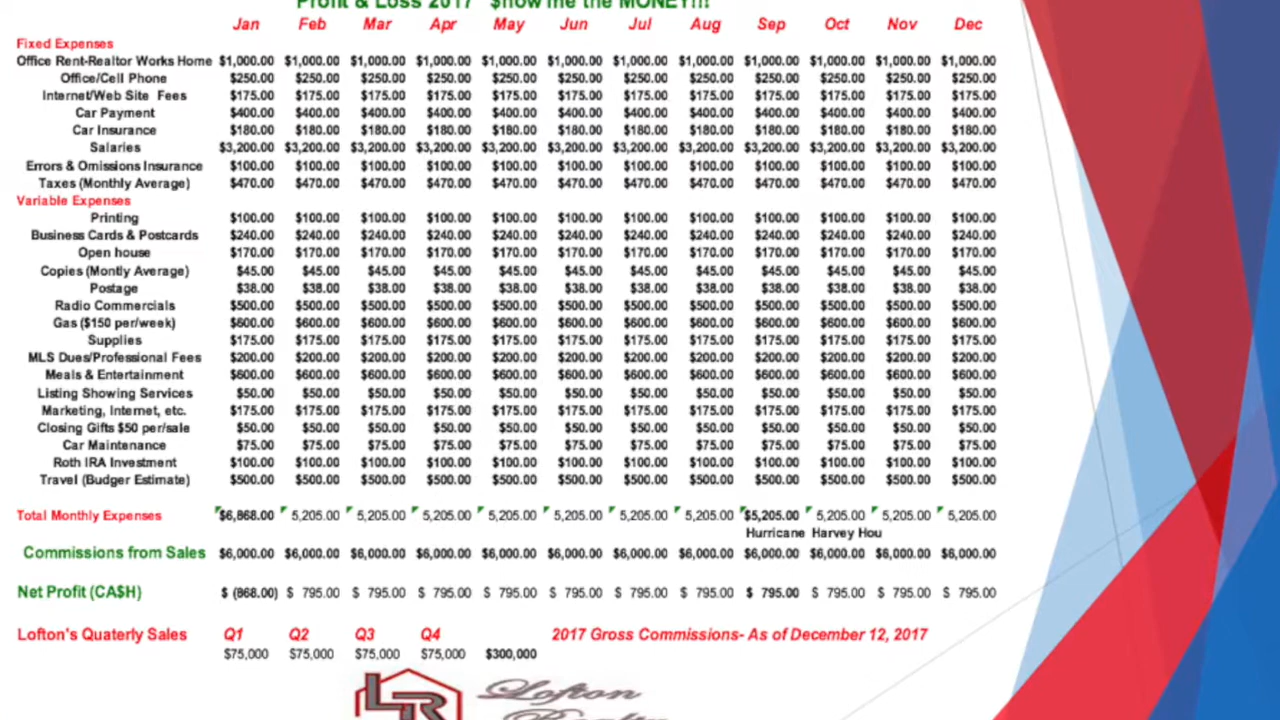 Profit & Loss 2017 $how me the MONEY!!!
Jan Feb Mar Apr May Jun Jul Aug Sep Oct Nov Dec
Fixed Expenses
Office Rent-Realtor Works Home $1,000.00 $1,000.00 $1,000.00 $1,000.00 $1,000.00 $1,000.00 $1,000.00 $1,000.00 $1,000.00 $1,000.00 $1,000.00 $1,000.00
Office/Cell Phone $250.00 $250.00 $250.00 $250.00 $250.00 $250.00 $250.00 $250.00 $250.00 $250.00 $250.00 $250.00
Internet/Web Site Fees $175.00 $175.00 $175.00 $175.00 $175.00 $175.00 $175.00 $175.00 $175.00 $175.00 $175.00 $175.00
Car Payment $400.00 $400.00 $400.00 $400.00 $400.00 $400.00 $400.00 $400.00 $400.00 $400.00 $400.00 $400.00
Car Insurance $180.00 $180.00 $180.00 $180.00 $180.00 $180.00 $180.00 $180.00 $180.00 $180.00 $180.00 $180.00
Salaries $3,200.00 $3,200.00 $3,200.00 $3,200.00 $3,200.00 $3,200.00 $3,200.00 $3,200.00 $3,200.00 $3,200.00 $3,200.00 $3,200.00
Errors & Omissions Insurance $100.00 $100.00 $100.00 $100.00 $100.00 $100.00 $100.00 $100.00 $100.00 $100.00 $100.00 $100.00
Taxes (Monthly Average) $470.00 $470.00 $470.00 $470.00 $470.00 $470.00 $470.00 $470.00 $470.00 $470.00 $470.00 $470.00
Variable Expenses
Printing $100.00 $100.00 $100.00 $100.00 $100.00 $100.00 $100.00 $100.00 $100.00 $100.00 $100.00 $100.00
Business Cards & Postcards $240.00 $240.00 $240.00 $240.00 $240.00 $240.00 $240.00 $240.00 $240.00 $240.00 $240.00 $240.00
Open house $170.00 $170.00 $170.00 $170.00 $170.00 $170.00 $170.00 $170.00 $170.00 $170.00 $170.00 $170.00
Copies (Montly Average) $45.00 $45.00 $45.00 $45.00 $45.00 $45.00 $45.00 $45.00 $45.00 $45.00 $45.00 $45.00
Postage $38.00 $38.00 $38.00 $38.00 $38.00 $38.00 $38.00 $38.00 $38.00 $38.00 $38.00 $38.00
Radio Commercials $500.00 $500.00 $500.00 $500.00 $500.00 $500.00 $500.00 $500.00 $500.00 $500.00 $500.00 $500.00
Gas ($150 per/week) $600.00 $600.00 $600.00 $600.00 $600.00 $600.00 $600.00 $600.00 $600.00 $600.00 $600.00 $600.00
Supplies $175.00 $175.00 $175.00 $175.00 $175.00 $175.00 $175.00 $175.00 $175.00 $175.00 $175.00 $175.00
MLS Dues/Professional Fees $200.00 $200.00 $200.00 $200.00 $200.00 $200.00 $200.00 $200.00 $200.00 $200.00 $200.00 $200.00
Meals & Entertainment $600.00 $600.00 $600.00 $600.00 $600.00 $600.00 $600.00 $600.00 $600.00 $600.00 $600.00 $600.00
Listing Showing Services $50.00 $50.00 $50.00 $50.00 $50.00 $50.00 $50.00 $50.00 $50.00 $50.00 $50.00 $50.00
Marketing, Internet, etc. $175.00 $175.00 $175.00 $175.00 $175.00 $175.00 $175.00 $175.00 $175.00 $175.00 $175.00 $175.00
Closing Gifts $50 per/sale $50.00 $50.00 $50.00 $50.00 $50.00 $50.00 $50.00 $50.00 $50.00 $50.00 $50.00 $50.00
Car Maintenance $75.00 $75.00 $75.00 $75.00 $75.00 $75.00 $75.00 $75.00 $75.00 $75.00 $75.00 $75.00
Roth IRA Investment $100.00 $100.00 $100.00 $100.00 $100.00 $100.00 $100.00 $100.00 $100.00 $100.00 $100.00 $100.00
Travel (Budger Estimate) $500.00 $500.00 $500.00 $500.00 $500.00 $500.00 $500.00 $500.00 $500.00 $500.00 $500.00 $500.00
Total Monthly Expenses $6,868.00 5,205.00 5,205.00 5,205.00 5,205.00 5,205.00 5,205.00 5,205.00 $5,205.00 5,205.00 5,205.00 5,205.00
Hurricane Harvey Hou
Commissions from Sales $6,000.00 $6,000.00 $6,000.00 $6,000.00 $6,000.00 $6,000.00 $6,000.00 $6,000.00 $6,000.00 $6,000.00 $6,000.00 $6,000.00
Net Profit (CA$H) $ (868.00) $ 795.00 $ 795.00 $ 795.00 $ 795.00 $ 795.00 $ 795.00 $ 795.00 $ 795.00 $ 795.00 $ 795.00 $ 795.00
Lofton's Quaterly Sales Q1 Q2 Q3 Q4 2017 Gross Commissions- As of December 12, 2017
$75,000 $75,000 $75,000 $75,000 $300,000
LR Lofton
Realty